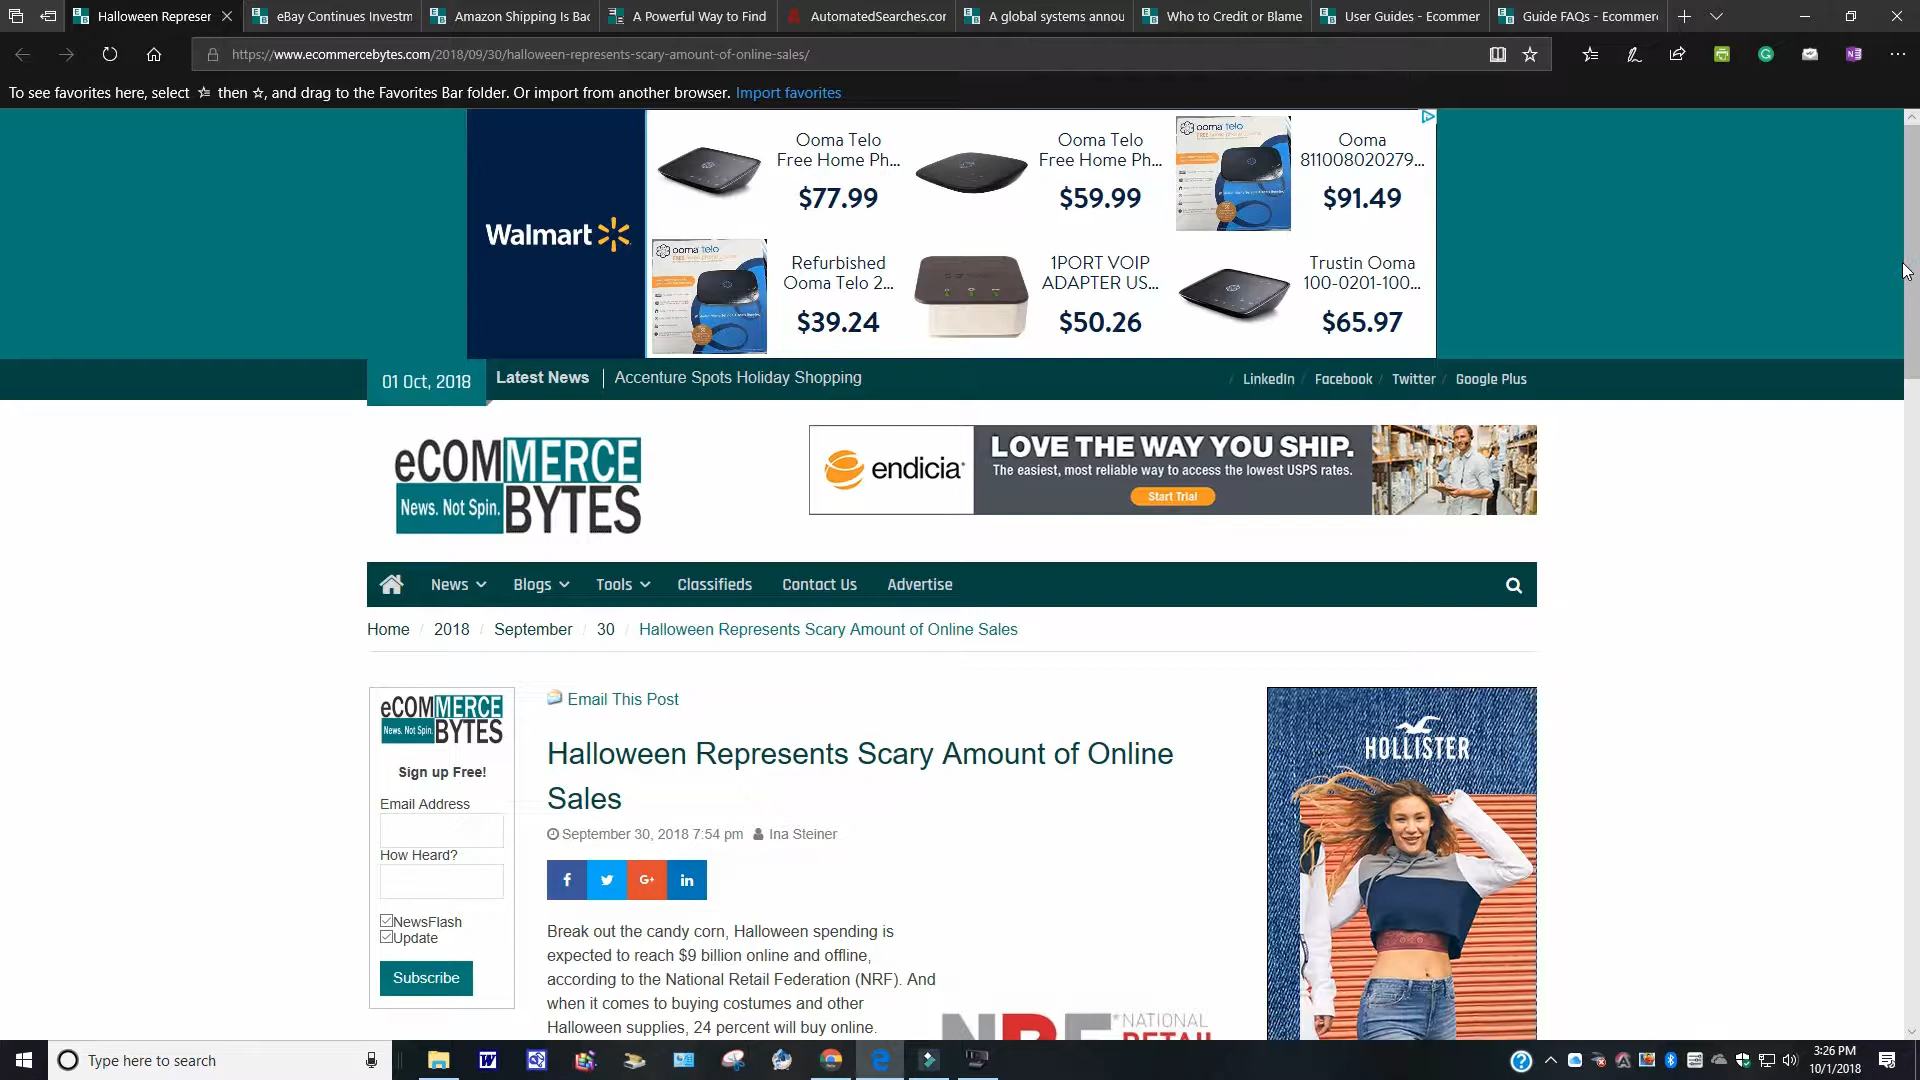 Halloween Represer
eBay Continues Investm
Amazon Shipping Is Bac
A Powerful Way to Find
AutomatedSearches.cor
A global systems annou
Who to Credit or Blame
User Guides - Ecommer
Guide FAQs - Ecommerc
https://www.ecommercebytes.com/2018/09/30/halloween-represents-scary-amount-of-online-sales/
To see favorites here, select then, and drag to the Favorites Bar folder. Or import from another browser. Import favorites
Walmart
Ooma Telo
Free Home Ph...
$77.99
Ooma Telo
Free Home Ph...
$59.99
ooma telo
Ooma
811008020279...
$91.49
ooma telo
Refurbished
Ooma Telo 2...
$39.24
1PORT VOIP
ADAPTER US...
$50.26
Trustin Ooma
100-0201-100...
$65.97
01 Oct, 2018
Latest News
Accenture Spots Holiday Shopping
/ LinkedIn / Facebook / Twitter / Google Plus
eCOMMERCE
News. Not Spin. BYTES
endicia
LOVE THE WAY YOU SHIP.
The easiest, most reliable way to access the lowest USPS rates.
Start Trial
News Blogs Tools Classifieds Contact Us Advertise
Home / 2018 / September / 30 / Halloween Represents Scary Amount of Online Sales
eCOMMERCE
News. Not Spin. BYTES
Sign up Free!
Email Address
How Heard?
NewsFlash
Update
Subscribe
Email This Post
Halloween Represents Scary Amount of Online
Sales
September 30, 2018 7:54 pm Ina Steiner
f
G+
in
Break out the candy corn, Halloween spending is
expected to reach $9 billion online and offline,
according to the National Retail Federation (NRF). And
when it comes to buying costumes and other
Halloween supplies, 24 percent will buy online.
NRF
NATIONAL
RETAIL
HOLLISTER
Type here to search
3:26 PM
10/1/2018